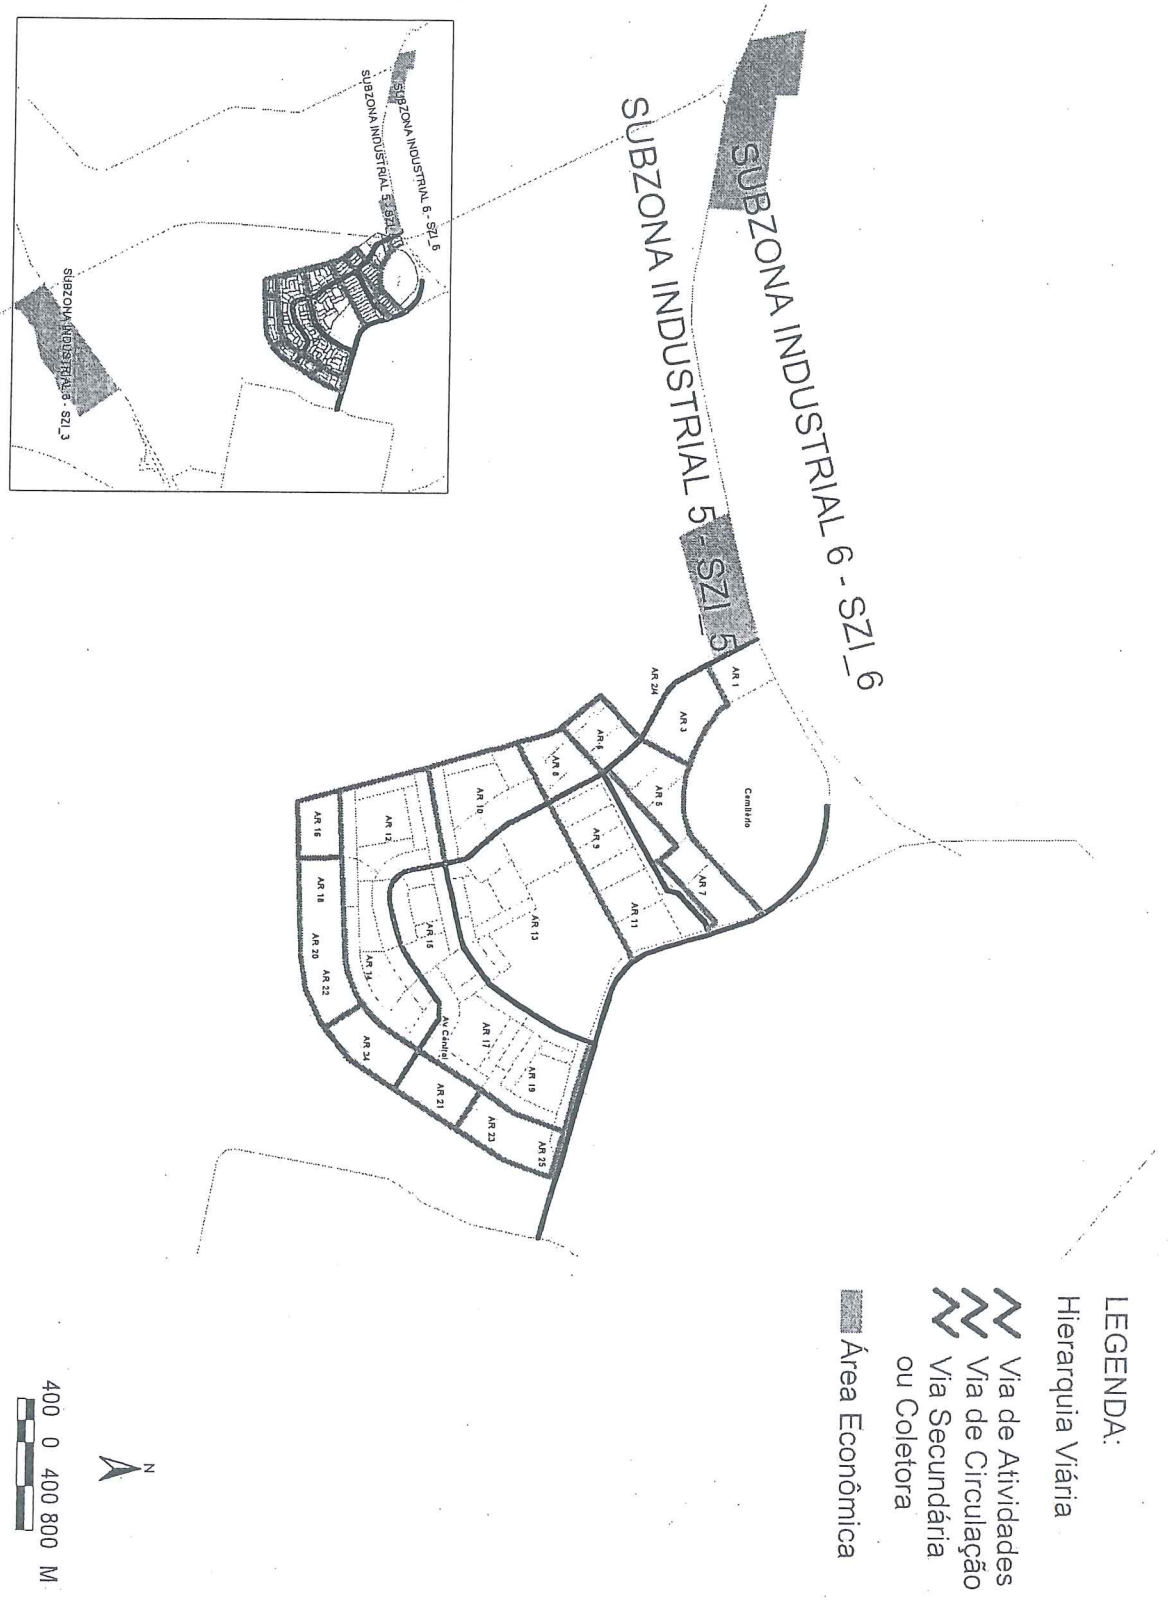 SUBZONA INDUSTRIAL 6 - SZI_6
SUBZONA INDUSTRIAL 5 - SZI_5
AR 1
AR 2/4
AR 3
Cemitério
AR 6
AR 5
AR 8
AR 7
AR 10
AR 9
AR 11
AR 12
AR 13
AR 15
AR 14
AR 16
AR 18
AR 20
AR 22
AR 24
Av Central
AR 17
AR 19
AR 21
AR 23
AR 25
SUBZONA INDUSTRIAL 6 - SZI_6
SUBZONA INDUSTRIAL 5 - SZI
SUBZONA INDUSTRIAL 6 - SZI_3
LEGENDA:
Hierarquia Viária
Via de Atividades
Via de Circulação
Via Secundária
ou Coletora
Área Econômica
N
400 0 400 800 M